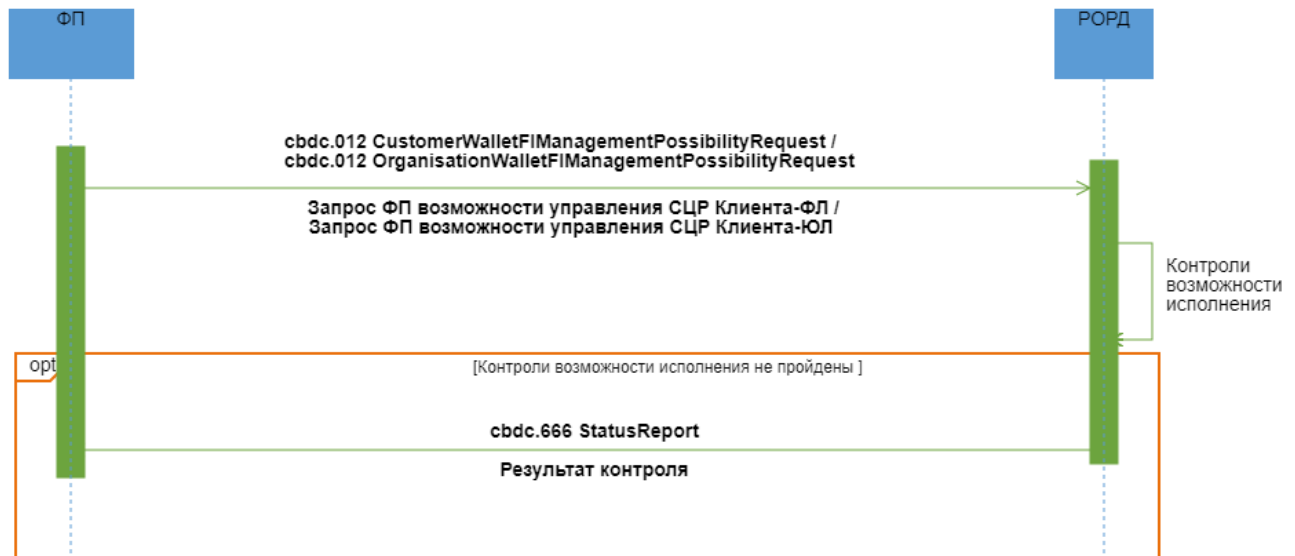 ФП
РОРД
cbdc.012 CustomerWalletFIManagementPossibilityRequest /
cbdc.012 OrganisationWalletFIManagementPossibilityRequest
Запрос ФП возможности управления СЦР Клиента-ФЛ /
Запрос ФП возможности управления СЦР Клиента-ЮЛ
Контроли
возможности
исполнения
opt
[Контроли возможности исполнения не пройдены ]
cbdc.666 StatusReport
Результат контроля